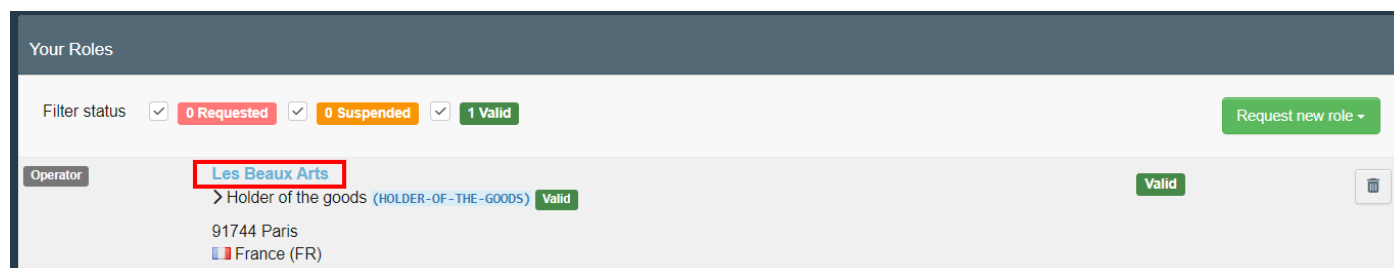 Your Roles
Filter status 0 Requested 0 Suspended 1 Valid Request new role
Operator Les Beaux Arts Valid
Holder of the goods (HOLDER-OF-THE-GOODS) Valid
91744 Paris
France (FR)